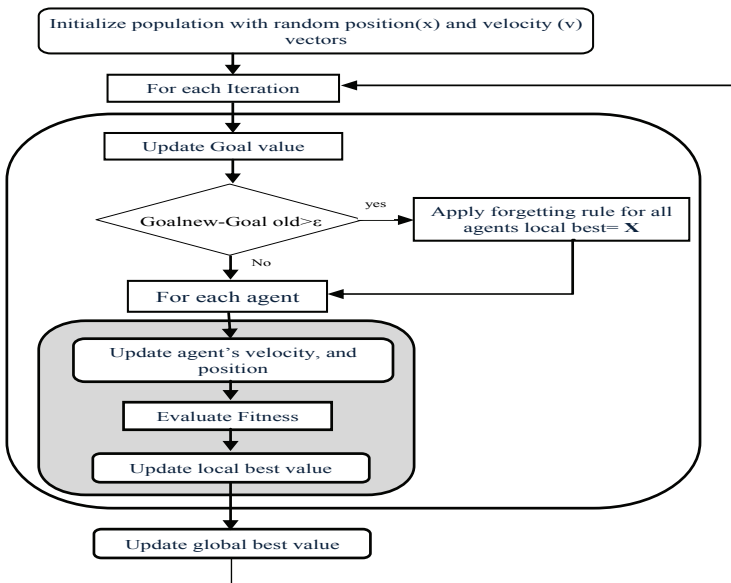 Initialize population with random position(x) and velocity (v)
vectors
For each Iteration
Update Goal value
Goalnew-Goal old>ε
yes
Apply forgetting rule for all
agents local best= X
No
For each agent
Update agent’s velocity, and
position
Evaluate Fitness
Update local best value
Update global best value